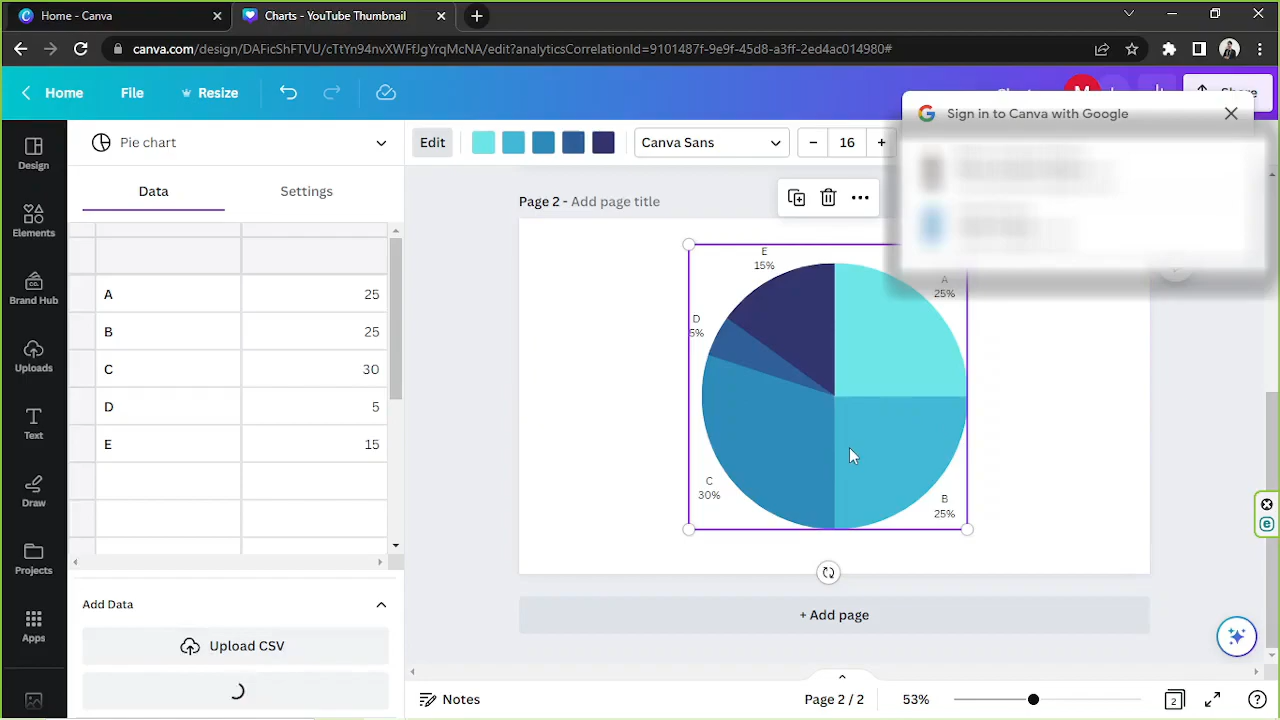 Home - Canva
Charts - YouTube Thumbnail
canva.com/design/DAFicShFTVU/cTtYn94nvXWFfJgYrqMcNA/edit?analyticsCorrelationId=9101487f-9e9f-45d8-a3ff-2ed4ac014980#
Home
File
Resize
Share
Sign in to Canva with Google
Design
Elements
Brand Hub
Uploads
Text
Draw
Projects
Apps
Pie chart
Data
Settings
A 25
B 25
C 30
D 5
E 15
Add Data
Upload CSV
Edit
Canva Sans
– 16 +
Page 2 - Add page title
E
15%
A
25%
D
5%
C
30%
B
25%
+ Add page
Notes
Page 2 / 2
53%
2